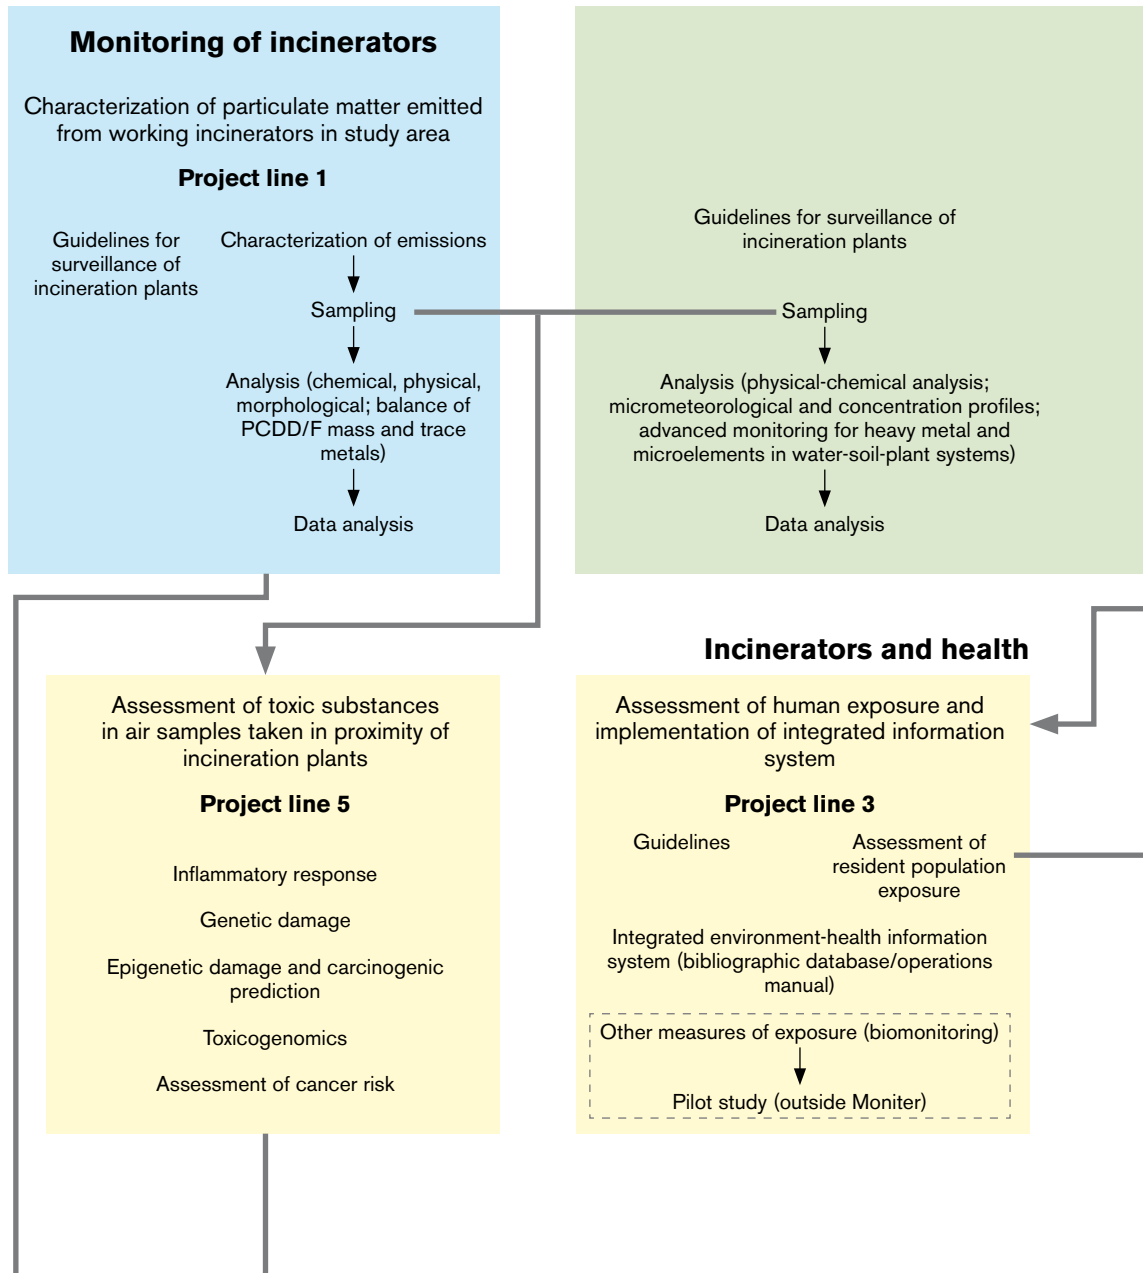 Monitoring of incinerators
Characterization of particulate matter emitted
from working incinerators in study area
Project line 1
Guidelines for
surveillance of
incineration plants
Characterization of emissions
Sampling
Analysis (chemical, physical,
morphological; balance of
PCDD/F mass and trace
metals)
Data analysis
Guidelines for surveillance of
incineration plants
Sampling
Analysis (physical-chemical analysis;
micrometeorological and concentration profiles;
advanced monitoring for heavy metal and
microelements in water-soil-plant systems)
Data analysis
Incinerators and health
Assessment of toxic substances
in air samples taken in proximity of
incineration plants
Project line 5
Inflammatory response
Genetic damage
Epigenetic damage and carcinogenic
prediction
Toxicogenomics
Assessment of cancer risk
Assessment of human exposure and
implementation of integrated information
system
Project line 3
Guidelines
Assessment of
resident population
exposure
Integrated environment-health information
system (bibliographic database/operations
manual)
Other measures of exposure (biomonitoring)
Pilot study (outside Moniter)